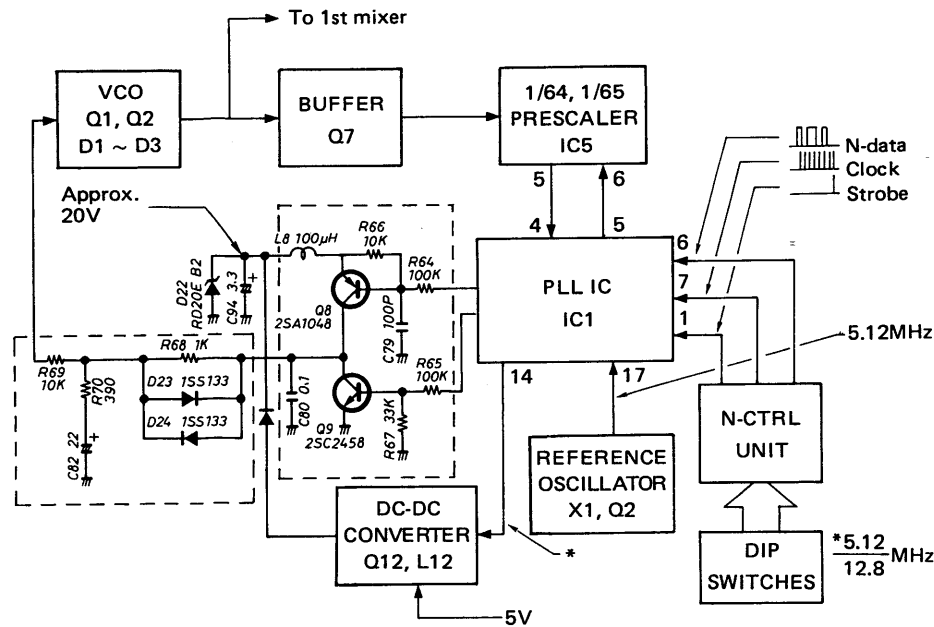 To 1st mixer
VCO
Q1, Q2
D1 ~ D3
BUFFER
Q7
1/64, 1/65
PRESCALER
IC5
N-data
Clock
Strobe
5
6
4
5
Approx.
20V
L8 100μH
R66
10K
R64
100K
Q8
2SA1048
C79 100P
D22
RD20E B2
C94 3.3
+
PLL IC
IC1
6
7
1
5.12MHz
R69
10K
R70
390
R68 1K
D23 1SS133
D24 1SS133
C82 22
+
C80 0.1
Q9
2SC2458
R65
100K
R67 33K
14
17
N-CTRL
UNIT
REFERENCE
OSCILLATOR
X1, Q2
DC-DC
CONVERTER
Q12, L12
*
5V
DIP
SWITCHES
*5.12
12.8
MHz